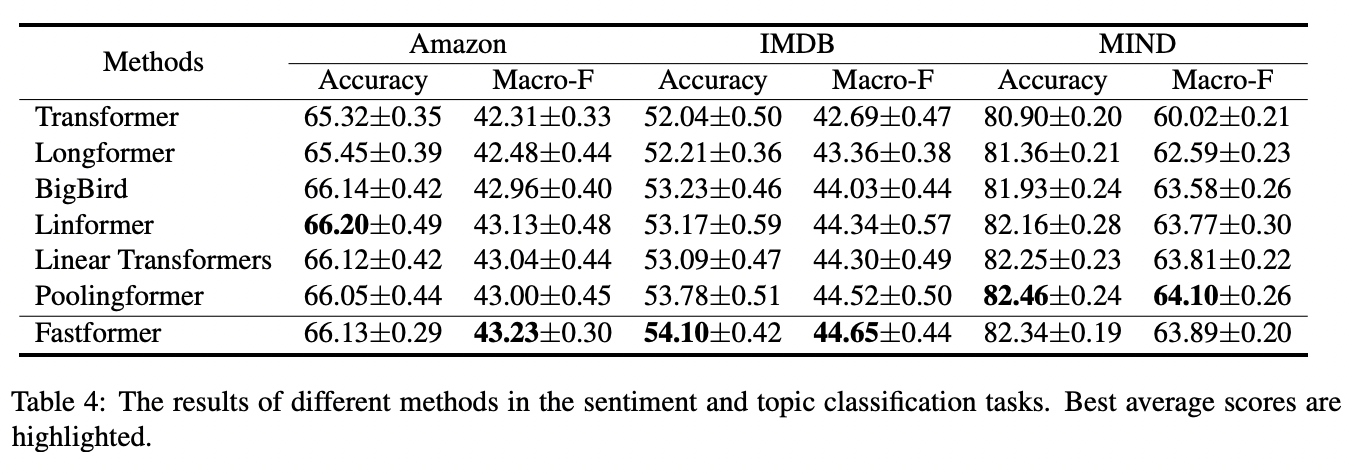 Methods Amazon IMDB MIND
Accuracy Macro-F Accuracy Macro-F Accuracy Macro-F
Transformer 65.32±0.35 42.31±0.33 52.04±0.50 42.69±0.47 80.90±0.20 60.02±0.21
Longformer 65.45±0.39 42.48±0.44 52.21±0.36 43.36±0.38 81.36±0.21 62.59±0.23
BigBird 66.14±0.42 42.96±0.40 53.23±0.46 44.03±0.44 81.93±0.24 63.58±0.26
Linformer 66.20±0.49 43.13±0.48 53.17±0.59 44.34±0.57 82.16±0.28 63.77±0.30
Linear Transformers 66.12±0.42 43.04±0.44 53.09±0.47 44.30±0.49 82.25±0.23 63.81±0.22
Poolingformer 66.05±0.44 43.00±0.45 53.78±0.51 44.52±0.50 82.46±0.24 64.10±0.26
Fastformer 66.13±0.29 43.23±0.30 54.10±0.42 44.65±0.44 82.34±0.19 63.89±0.20
Table 4: The results of different methods in the sentiment and topic classification tasks. Best average scores are
highlighted.